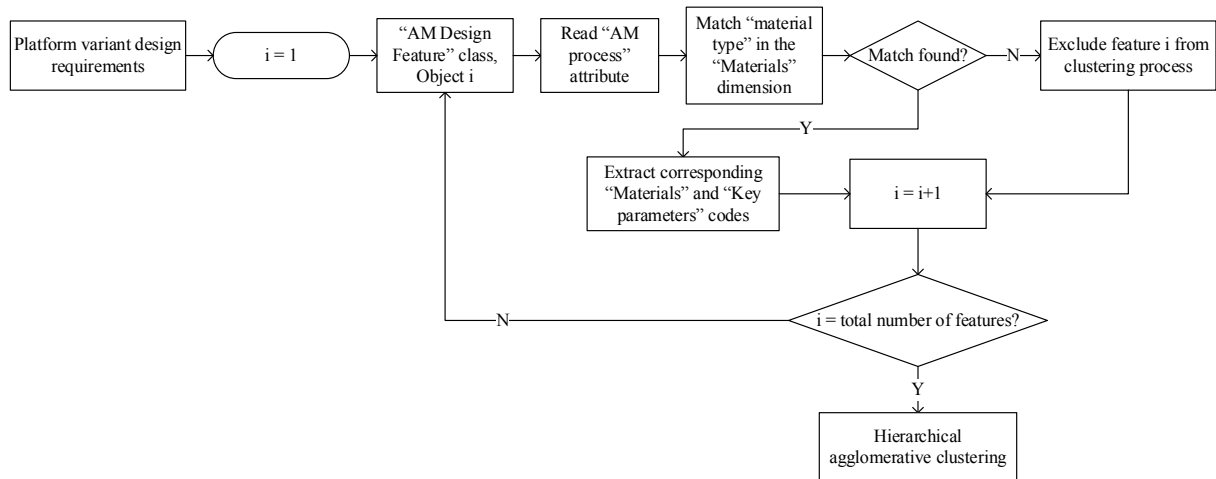 Platform variant design
requirements
i = 1
“AM Design
Feature” class,
Object i
Read “AM
process”
attribute
Match “material
type” in the
“Materials”
dimension
Match found?
N
Exclude feature i from
clustering process
Y
Extract corresponding
“Materials” and “Key
parameters” codes
i = i+1
i = total number of features?
N
Y
Hierarchical
agglomerative clustering